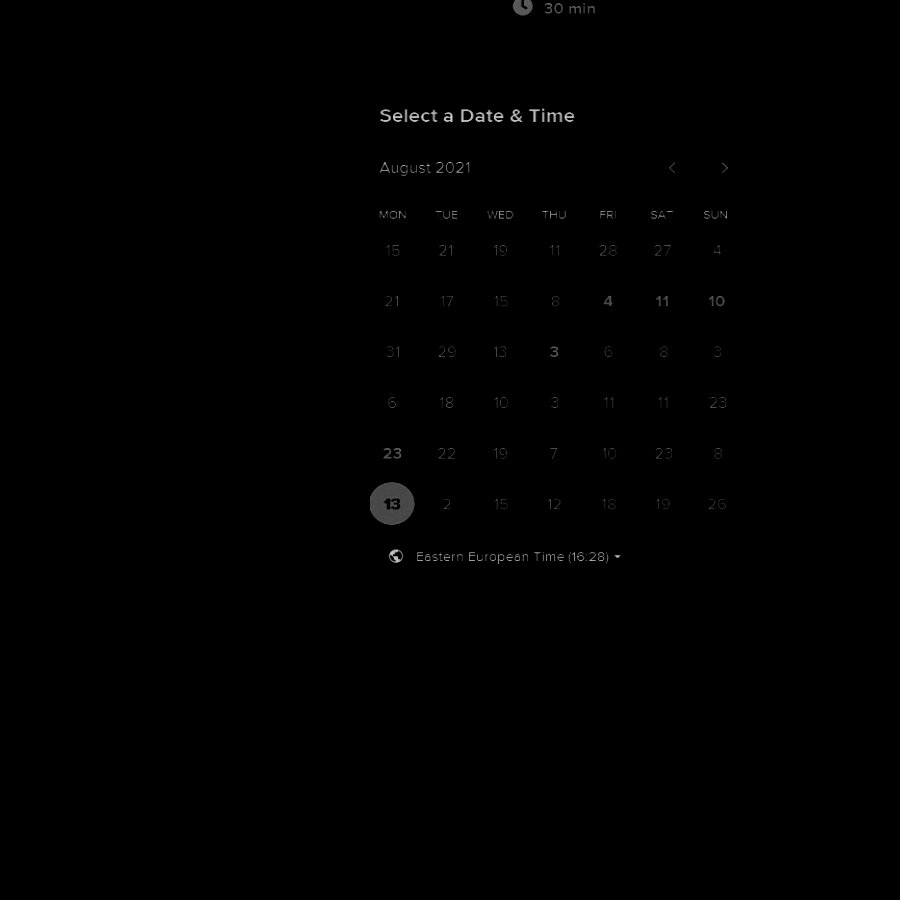 30 min
Select a Date & Time
August 2021
MON TUE WED THU FRI SAT SUN
15 21 19 11 28 27 4
21 17 15 8 4 11 10
31 29 13 3 6 8 3
6 18 10 3 11 11 23
23 22 19 7 10 23 8
13 2 15 12 18 19 26
Eastern European Time (16:28)